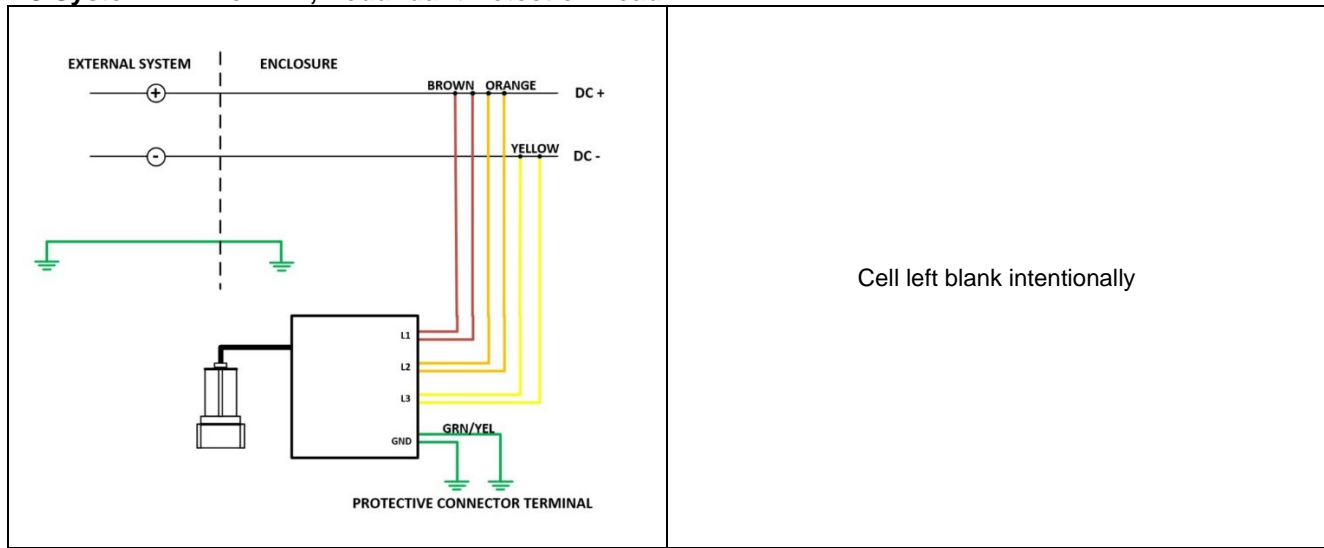 EXTERNAL SYSTEM ENCLOSURE
BROWN ORANGE
+ DC +
YELLOW
- DC -
Cell left blank intentionally
L1
L2
L3
GRN/YEL
GND
PROTECTIVE CONNECTOR TERMINAL